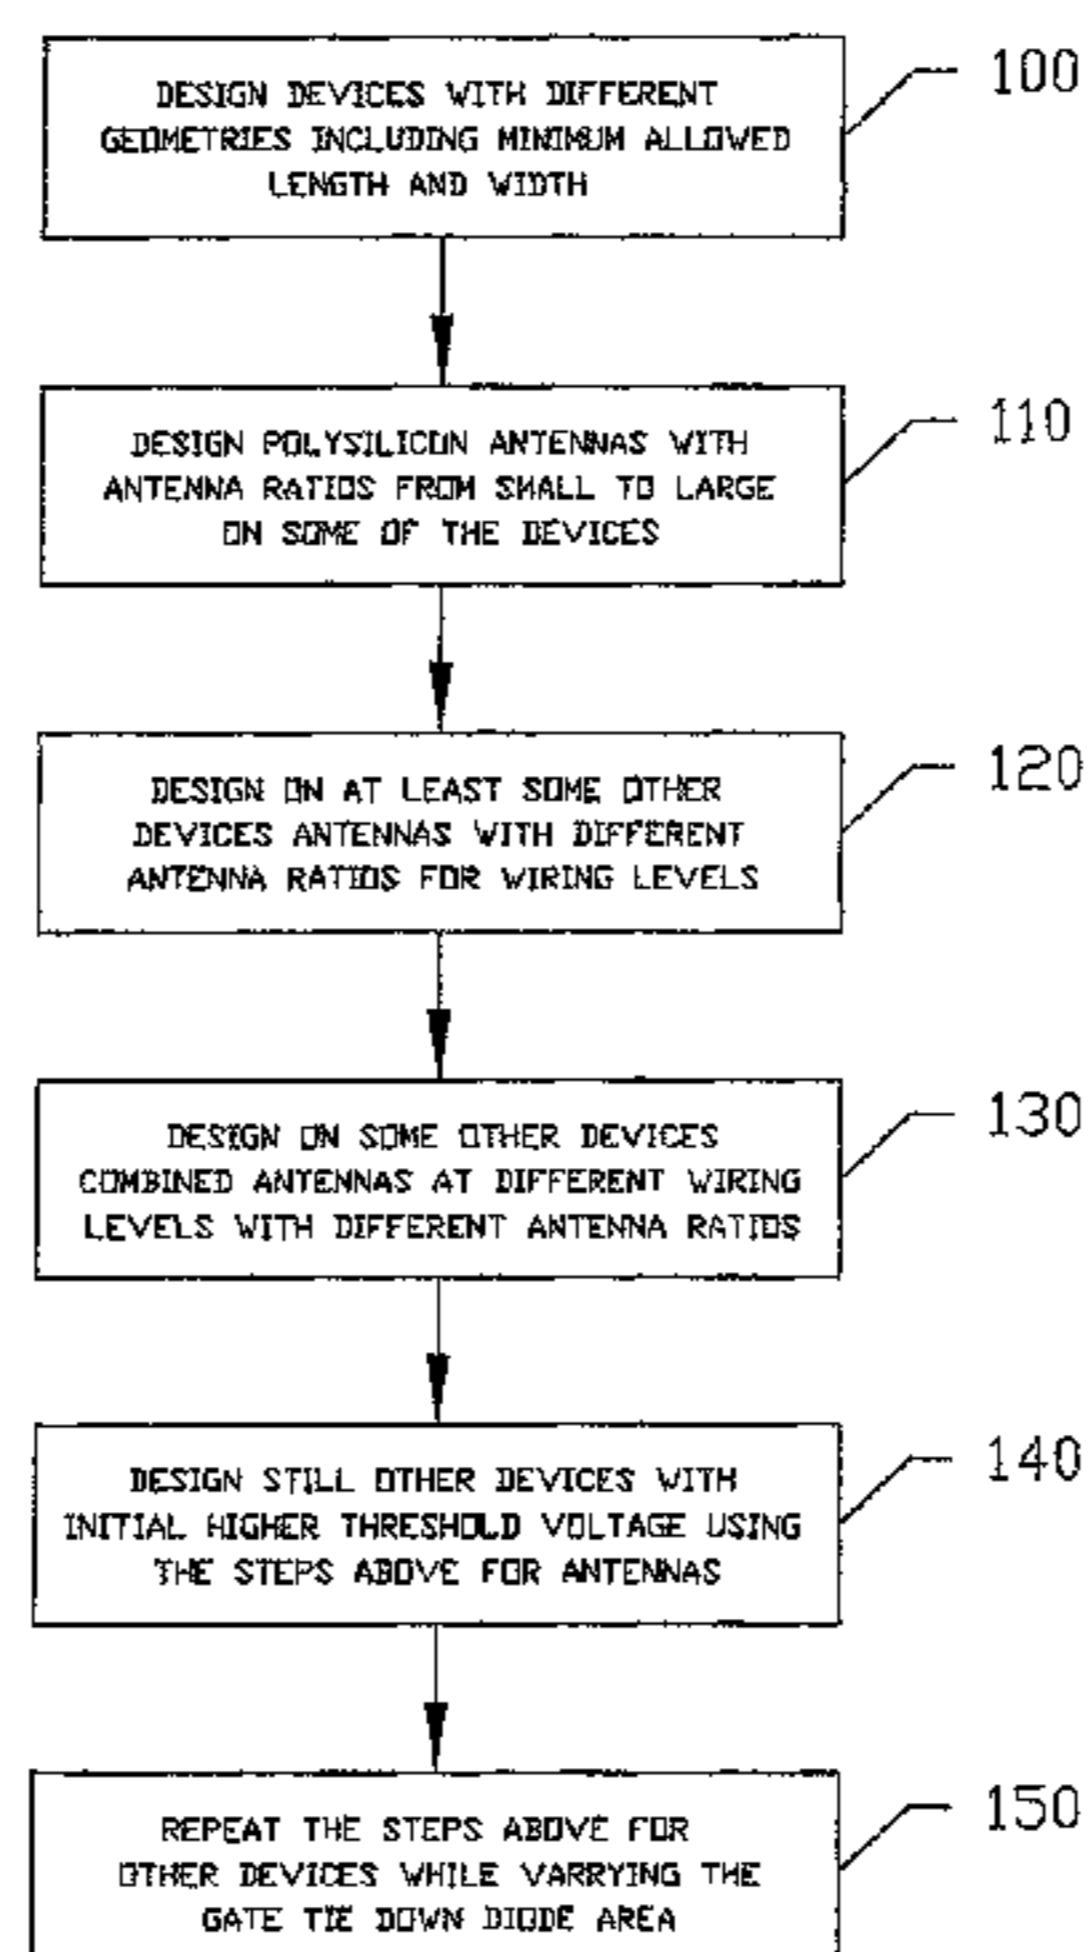 DESIGN DEVICES WITH DIFFERENT
GEOMETRIES INCLUDING MINIMUM ALLOWED
LENGTH AND WIDTH
100
DESIGN POLYSILICON ANTENNAS WITH
ANTENNA RATIOS FROM SMALL TO LARGE
ON SOME OF THE DEVICES
110
DESIGN ON AT LEAST SOME OTHER
DEVICES ANTENNAS WITH DIFFERENT
ANTENNA RATIOS FOR WIRING LEVELS
120
DESIGN ON SOME OTHER DEVICES
COMBINED ANTENNAS AT DIFFERENT WIRING
LEVELS WITH DIFFERENT ANTENNA RATIOS
130
DESIGN STILL OTHER DEVICES WITH
INITIAL HIGHER THRESHOLD VOLTAGE USING
THE STEPS ABOVE FOR ANTENNAS
140
REPEAT THE STEPS ABOVE FOR
OTHER DEVICES WHILE VARRYING THE
GATE TIE DOWN DIODE AREA
150